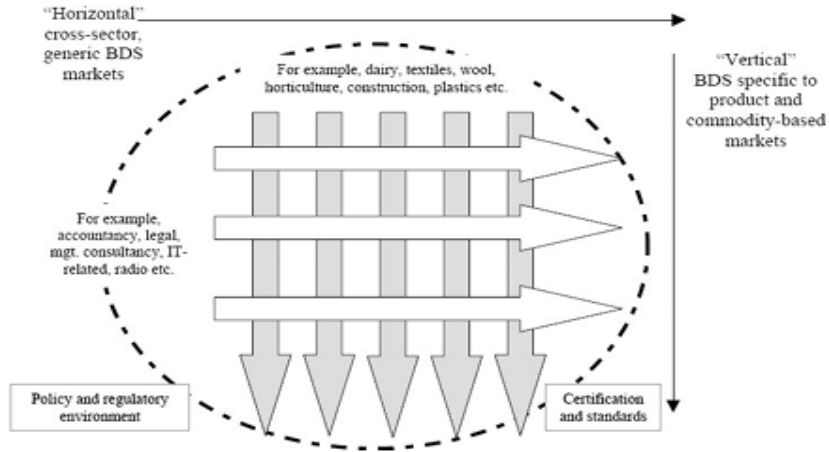 “Horizontal”
cross-sector,
generic BDS
markets
For example, dairy, textiles, wool,
horticulture, construction, plastics etc.
“Vertical”
BDS specific to
product and
commodity-based
markets
For example,
accountancy, legal,
mgt. consultancy, IT-
related, radio etc.
Policy and regulatory
environment
Certification
and standards